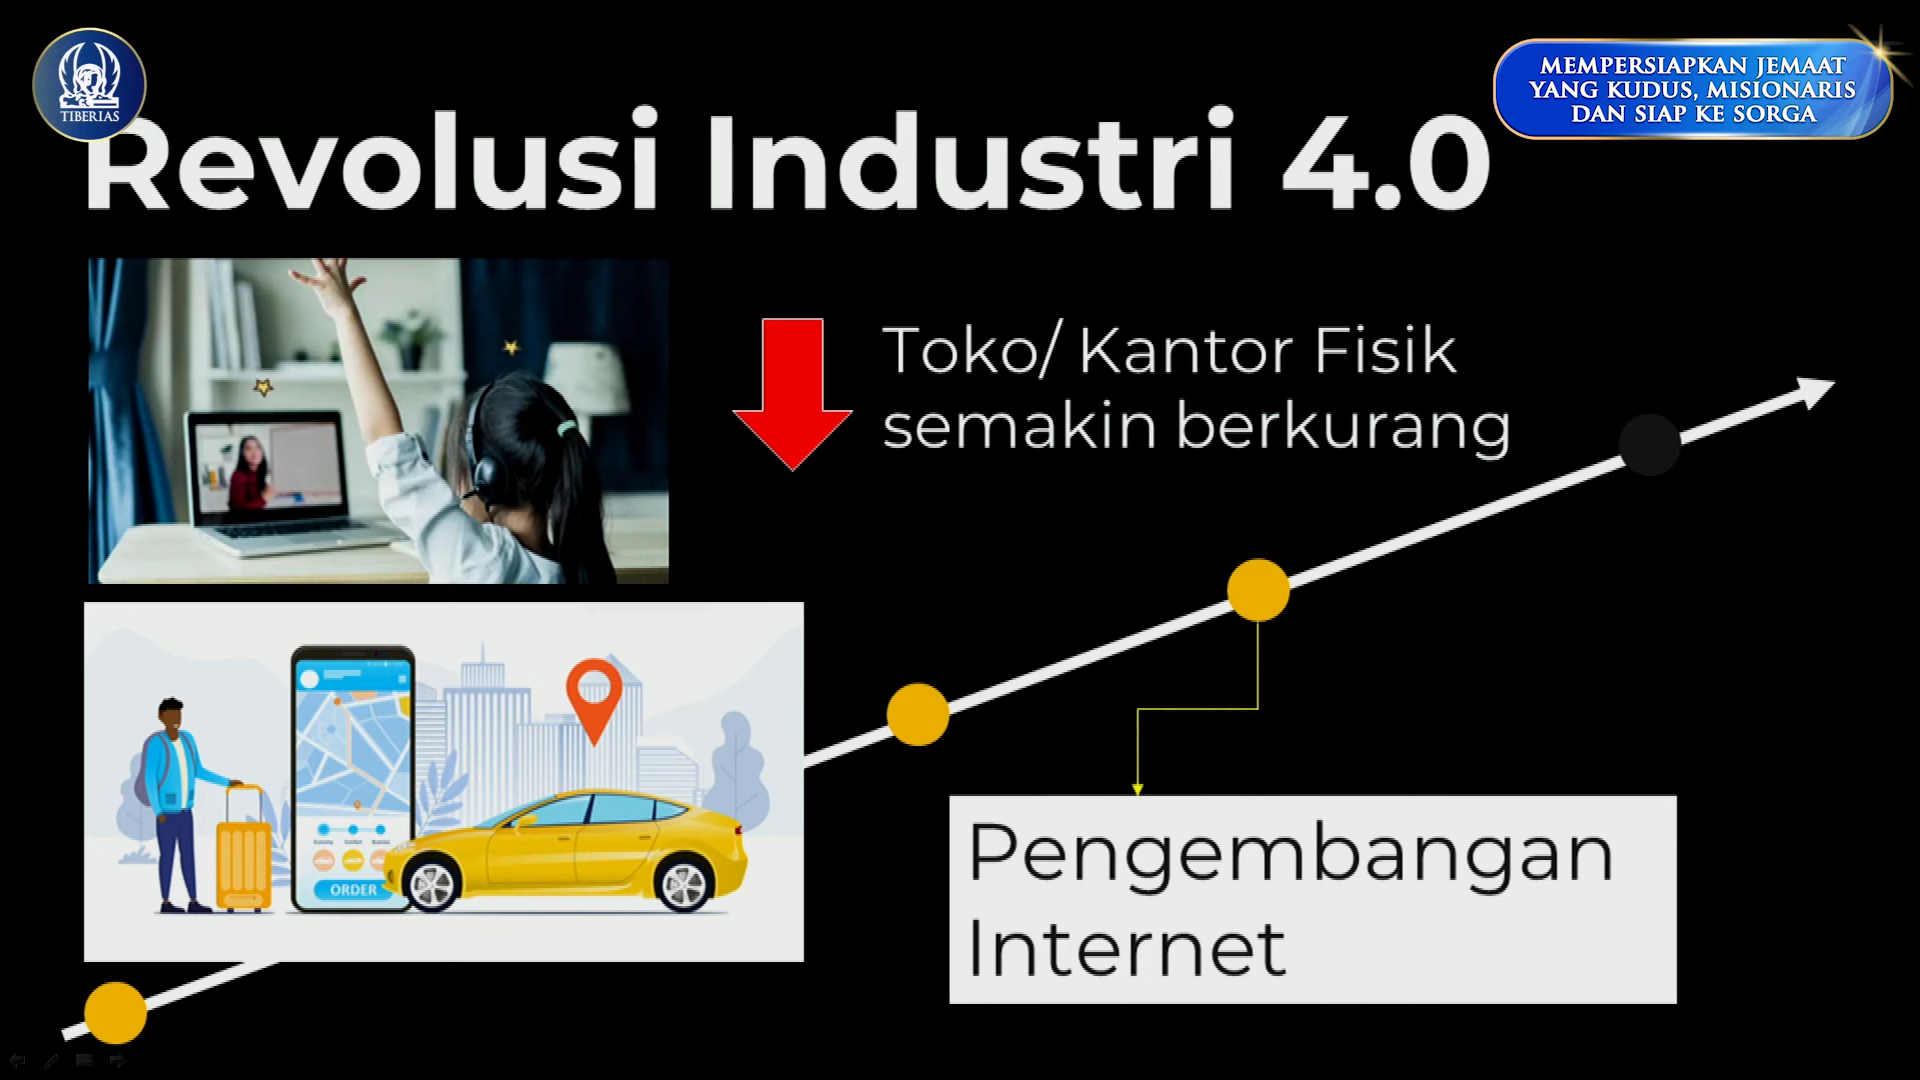 TIBERIAS
MEMPERSIAPKAN JEMAAT
YANG KUDUS, MISIONARIS
DAN SIAP KE SORGA
Revolusi Industri 4.0
Toko/ Kantor Fisik
semakin berkurang
ORDER
Pengembangan
Internet